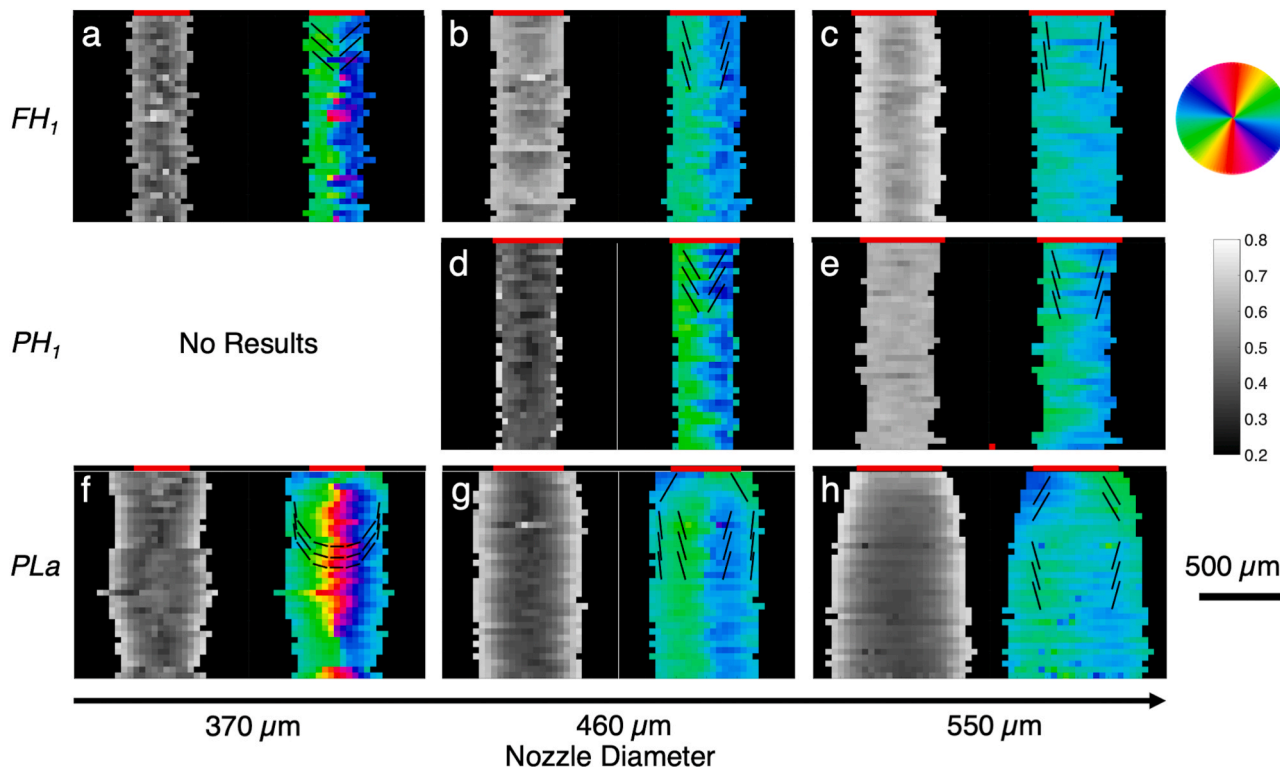 a
b
c
FH₁
0.8
0.7
0.6
0.5
0.4
0.3
0.2
d
e
PH₁
No Results
f
g
h
PLa
500 µm
370 µm
460 µm
550 µm
Nozzle Diameter